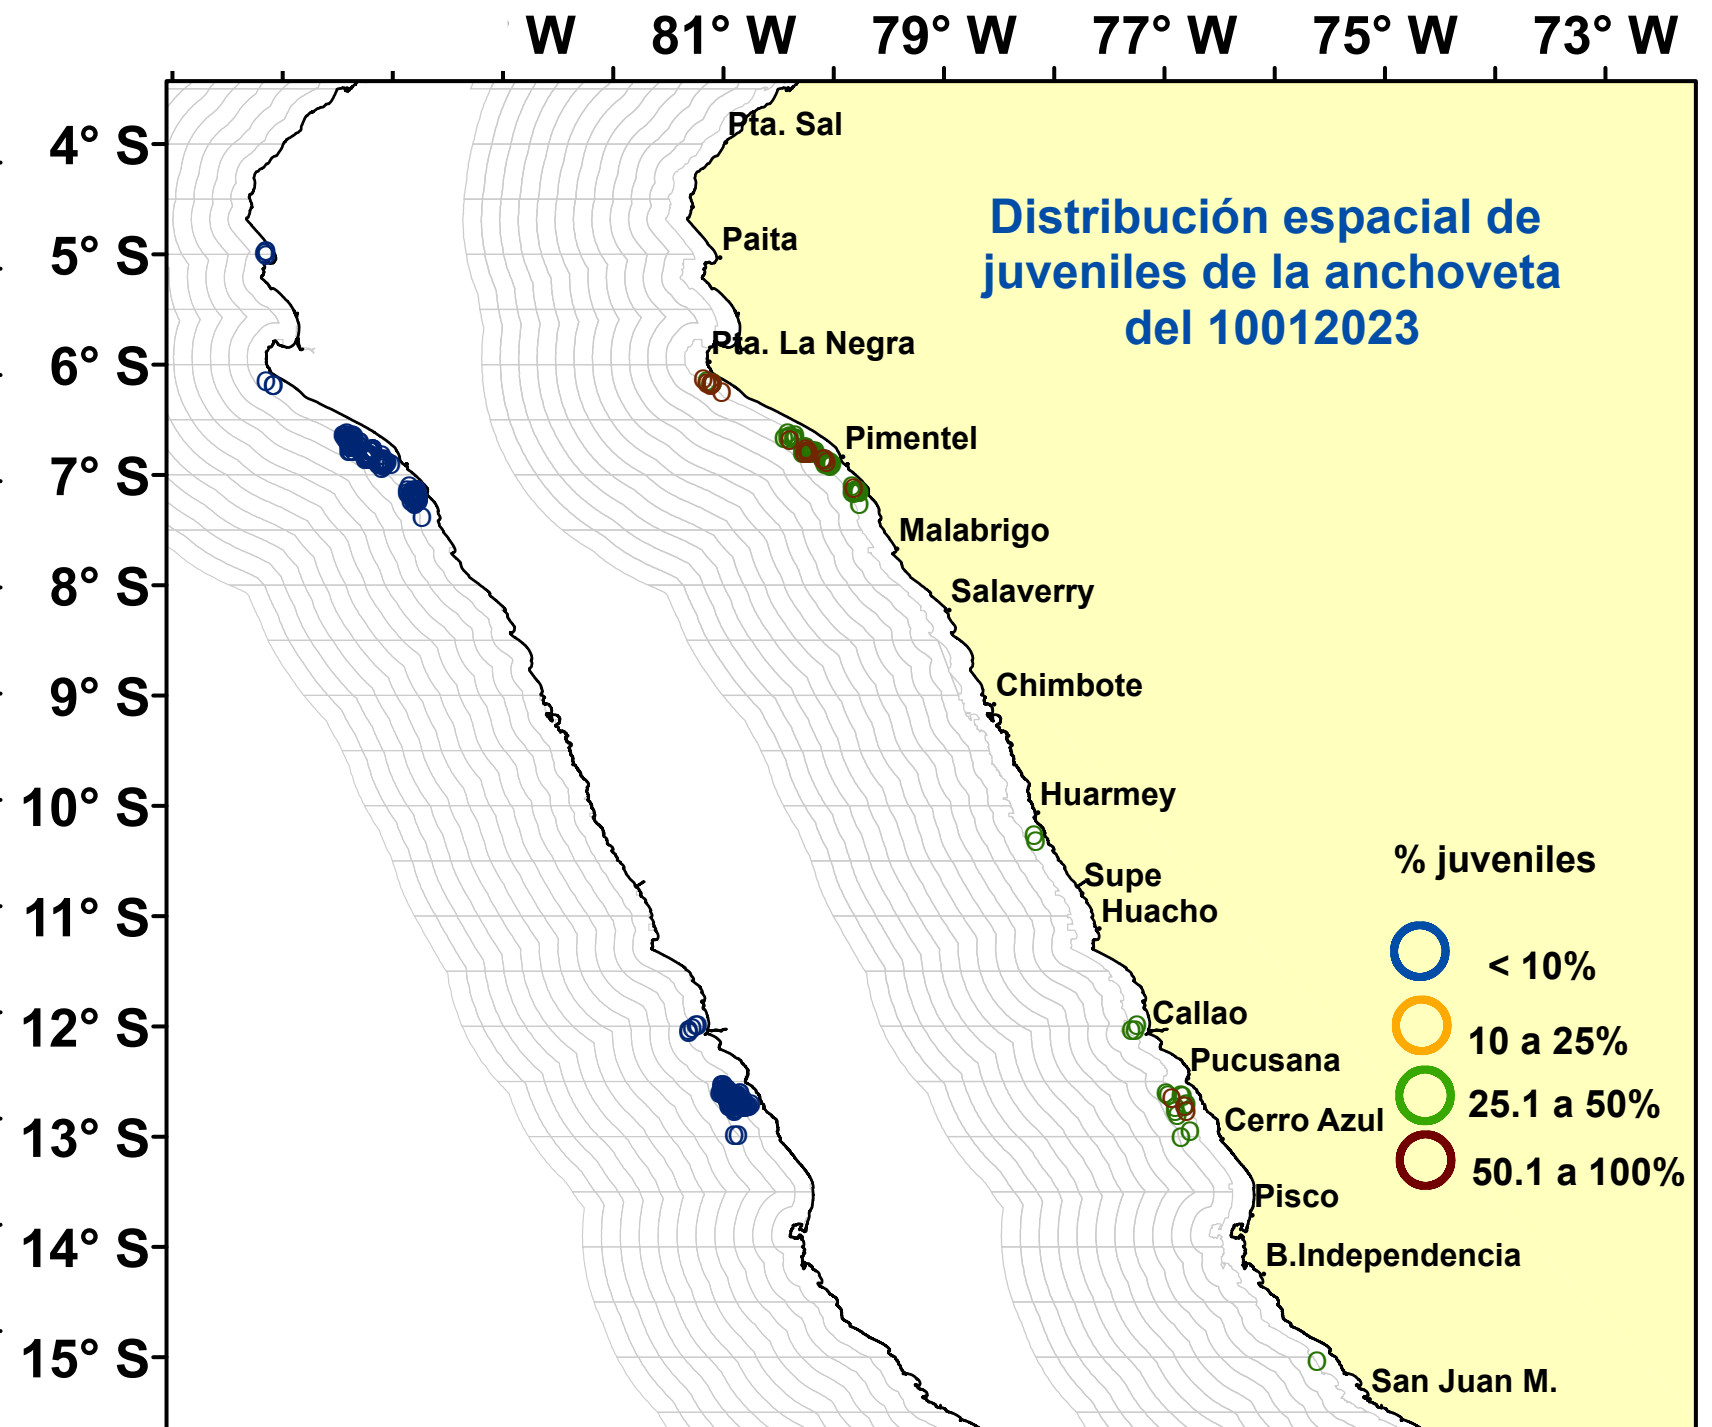 W 81° W 79° W 77° W 75° W 73° W
4° S
5° S
6° S
7° S
8° S
9° S
10° S
11° S
12° S
13° S
14° S
15° S
Pta. Sal
Paita
Pta. La Negra
Pimentel
Malabrigo
Salaverry
Chimbote
Huarmey
Supe
Huacho
Callao
Pucusana
Cerro Azul
Pisco
B.Independencia
San Juan M.
Distribución espacial de
juveniles de la anchoveta
del 10012023
% juveniles
< 10%
10 a 25%
25.1 a 50%
50.1 a 100%